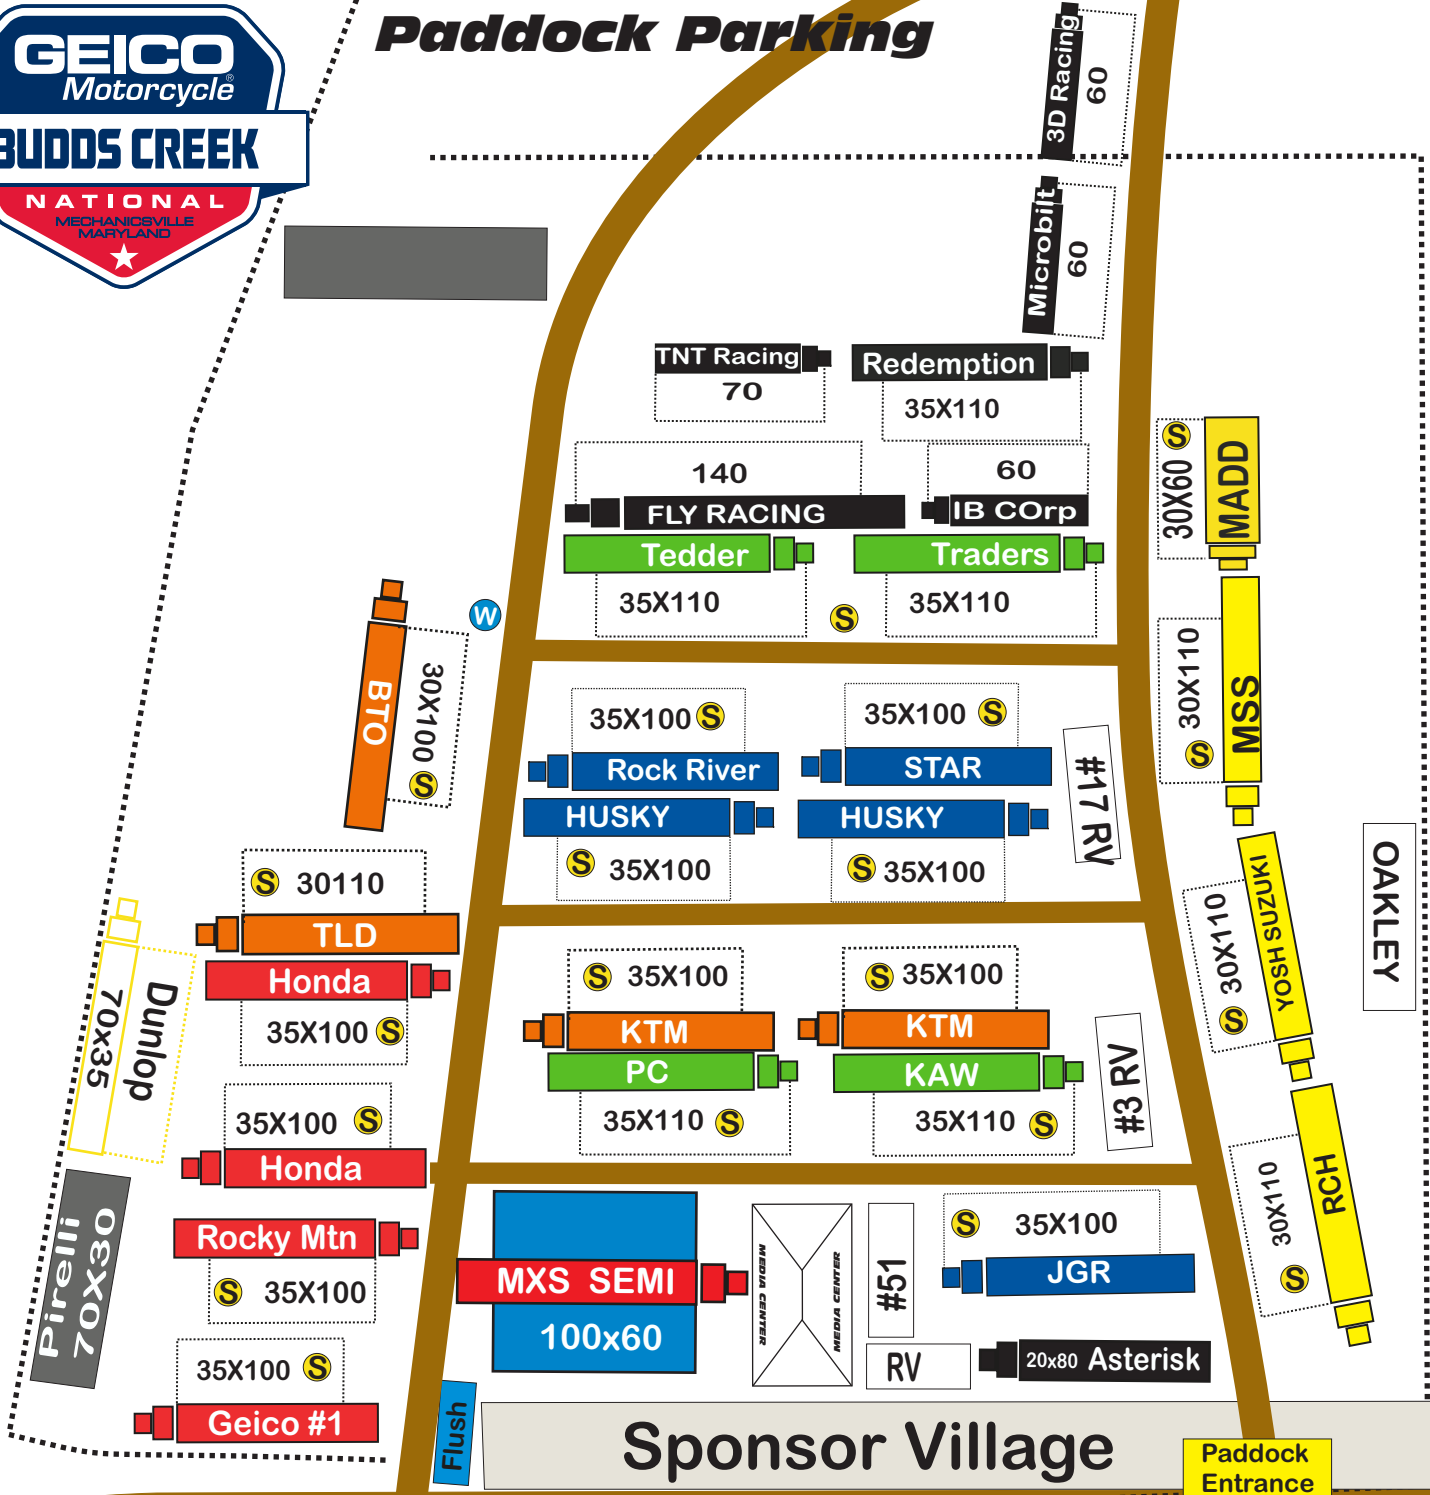 Paddock Parking
GEICO
Motorcycle®
BUDDS CREEK
NATIONAL
MECHANICSVILLE
MARYLAND
3D Racing
60
Microbilt
60
TNT Racing
70
Redemption
35X110
140
FLY RACING
60
IB COrp
Tedder
35X110
Traders
35X110
S
MADD
30X60 S
MSS
30X110 S
W
BTO
30X100 S
35X100 S
Rock River
35X100 S
STAR
HUSKY
S 35X100
HUSKY
S 35X100
#17 RV
YOSH SUZUKI
30X110 S
OAKLEY
S 30110
TLD
Honda
35X100 S
Dunlop
70x35
S 35X100
KTM
S 35X100
KTM
PC
35X110 S
KAW
35X110 S
#3 RV
RCH
30X110 S
35X100 S
Honda
Pirelli
70X30
Rocky Mtn
S 35X100
35X100 S
Geico #1
MXS SEMI
100x60
MEDIA CENTER
MEDIA CENTER
#51
RV
S 35X100
JGR
20x80 Asterisk
Flush
Sponsor Village
Paddock
Entrance